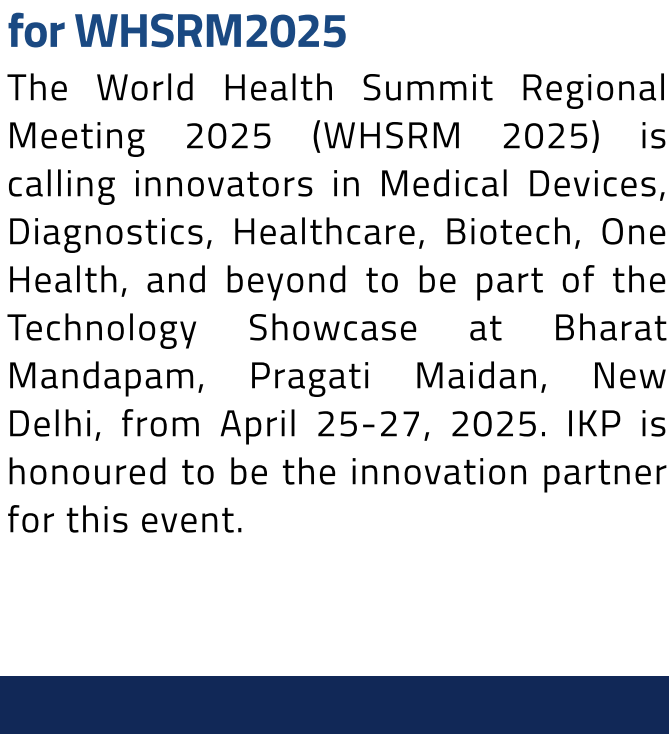 for WHSRM2025
The World Health Summit Regional
Meeting 2025 (WHSRM 2025) is
calling innovators in Medical Devices,
Diagnostics, Healthcare, Biotech, One
Health, and beyond to be part of the
Technology Showcase at Bharat
Mandapam, Pragati Maidan, New
Delhi, from April 25-27, 2025. IKP is
honoured to be the innovation partner
for this event.